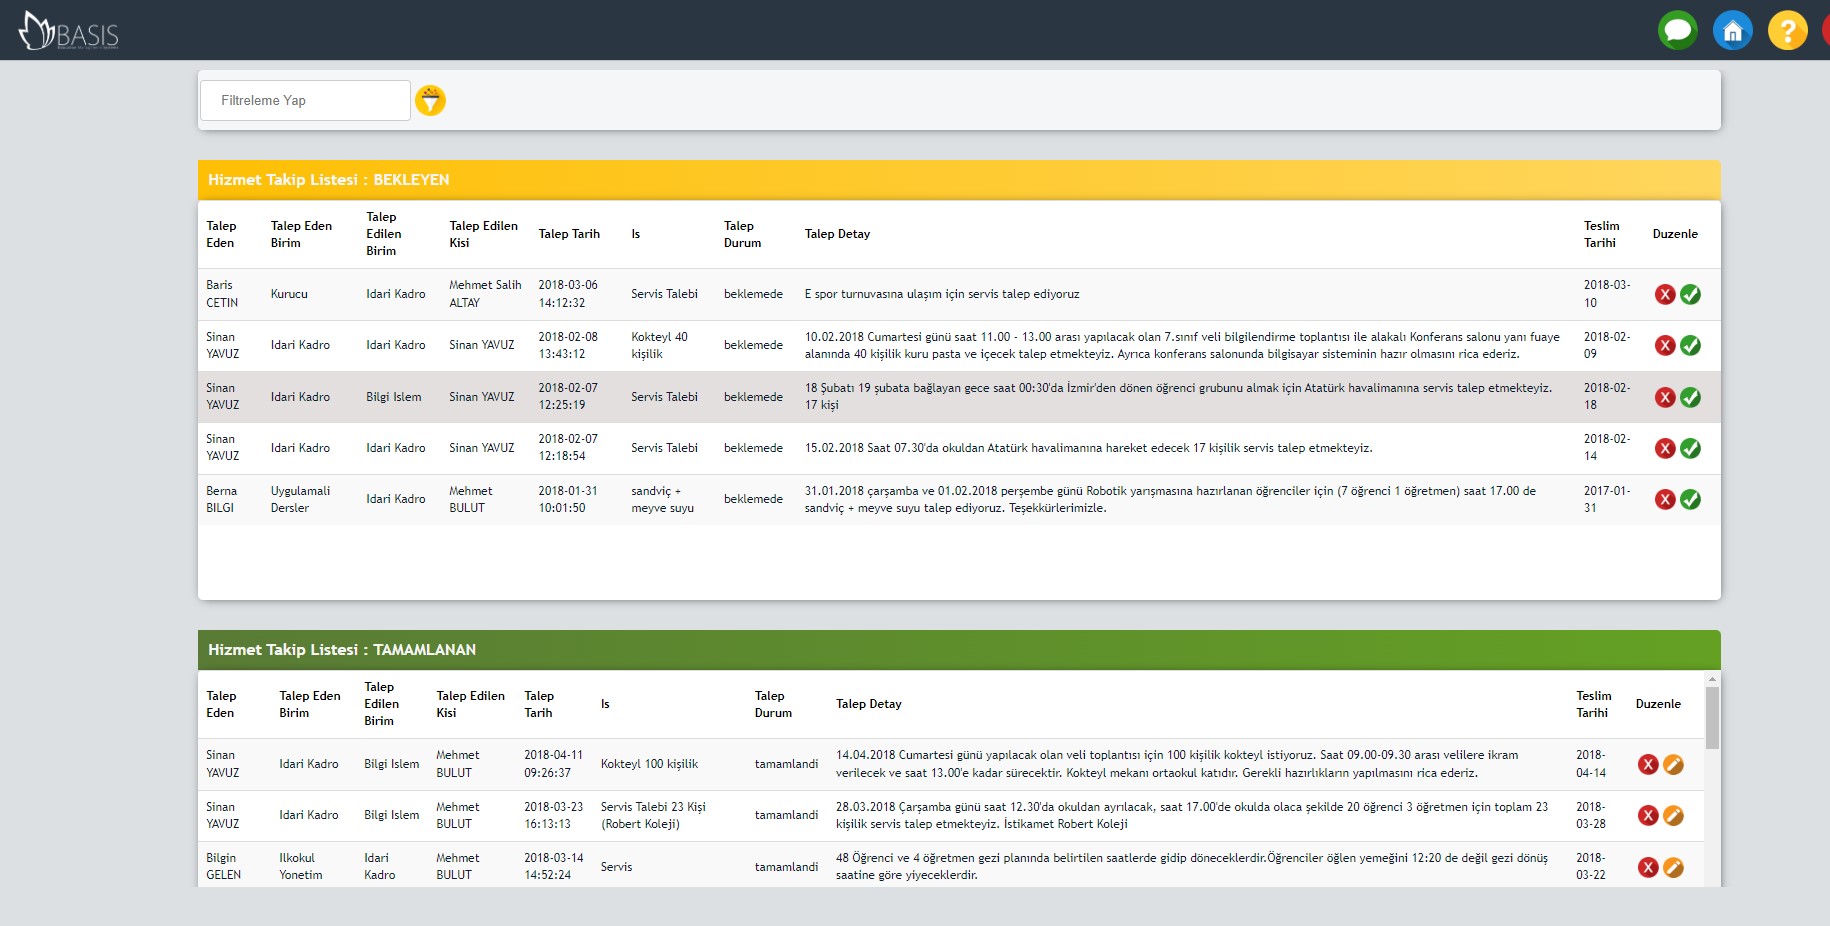 BASIS
?
Filtreleme Yap
Hizmet Takip Listesi : BEKLEYEN
Talep Eden
Talep Eden Birim
Talep Edilen Birim
Talep Edilen Kisi
Talep Tarih
Is
Talep Durum
Talep Detay
Teslim Tarihi
Duzenle
Baris CETIN
Kurucu
Idari Kadro
Mehmet Salih ALTAY
2018-03-06 14:12:32
Servis Talebi
beklemede
E spor turnuvasına ulaşım için servis talep ediyoruz
2018-03-10
X
Sinan YAVUZ
Idari Kadro
Idari Kadro
Sinan YAVUZ
2018-02-08 13:43:12
Kokteyl 40 kişilik
beklemede
10.02.2018 Cumartesi günü saat 11.00 - 13.00 arası yapılacak olan 7.sınıf veli bilgilendirme toplantısı ile alakalı Konferans salonu yanı fuaye
alanında 40 kişilik kuru pasta ve içecek talep etmekteyiz. Ayrıca konferans salonunda bilgisayar sisteminin hazır olmasını rica ederiz.
2018-02-09
X
Sinan YAVUZ
Idari Kadro
Bilgi Islem
Sinan YAVUZ
2018-02-07 12:25:19
Servis Talebi
beklemede
18 Şubatı 19 şubata bağlayan gece saat 00:30'da İzmir'den dönen öğrenci grubunu almak için Atatürk havalimanına servis talep etmekteyiz.
17 kişi
2018-02-18
X
Sinan YAVUZ
Idari Kadro
Idari Kadro
Sinan YAVUZ
2018-02-07 12:18:54
Servis Talebi
beklemede
15.02.2018 Saat 07.30'da okuldan Atatürk havalimanına hareket edecek 17 kişilik servis talep etmekteyiz.
2018-02-14
X
Berna BILGI
Uygulamali Dersler
Idari Kadro
Mehmet BULUT
2018-01-31 10:01:50
sandviç + meyve suyu
beklemede
31.01.2018 çarşamba ve 01.02.2018 perşembe günü Robotik yarışmasına hazırlanan öğrenciler için (7 öğrenci 1 öğretmen) saat 17.00 de
sandviç + meyve suyu talep ediyoruz. Teşekkürlerimizle.
2017-01-31
X
Hizmet Takip Listesi : TAMAMLANAN
Talep Eden
Talep Eden Birim
Talep Edilen Birim
Talep Edilen Kisi
Talep Tarih
Is
Talep Durum
Talep Detay
Teslim Tarihi
Duzenle
Sinan YAVUZ
Idari Kadro
Bilgi Islem
Mehmet BULUT
2018-04-11 09:26:37
Kokteyl 100 kişilik
tamamlandi
14.04.2018 Cumartesi günü yapılacak olan veli toplantısı için 100 kişilik kokteyl istiyoruz. Saat 09.00-09.30 arası velilere ikram
verilecek ve saat 13.00'e kadar sürecektir. Kokteyl mekanı ortaokul katıdır. Gerekli hazırlıkların yapılmasını rica ederiz.
2018-04-14
X
Sinan YAVUZ
Idari Kadro
Bilgi Islem
Mehmet BULUT
2018-03-23 16:13:13
Servis Talebi 23 Kişi (Robert Koleji)
tamamlandi
28.03.2018 Çarşamba günü saat 12.30'da okuldan ayrılacak, saat 17.00'de okulda olaca şekilde 20 öğrenci 3 öğretmen için toplam 23
kişilik servis talep etmekteyiz. İstikamet Robert Koleji
2018-03-28
X
Bilgin GELEN
Ilkokul Yonetim
Idari Kadro
Mehmet BULUT
2018-03-14 14:52:24
Servis
tamamlandi
48 Öğrenci ve 4 öğretmen gezi planında belirtilen saatlerde gidip döneceklerdir.Öğrenciler öğlen yemeğini 12:20 de değil gezi dönüş
saatine göre yiyeceklerdir.
2018-03-22
X